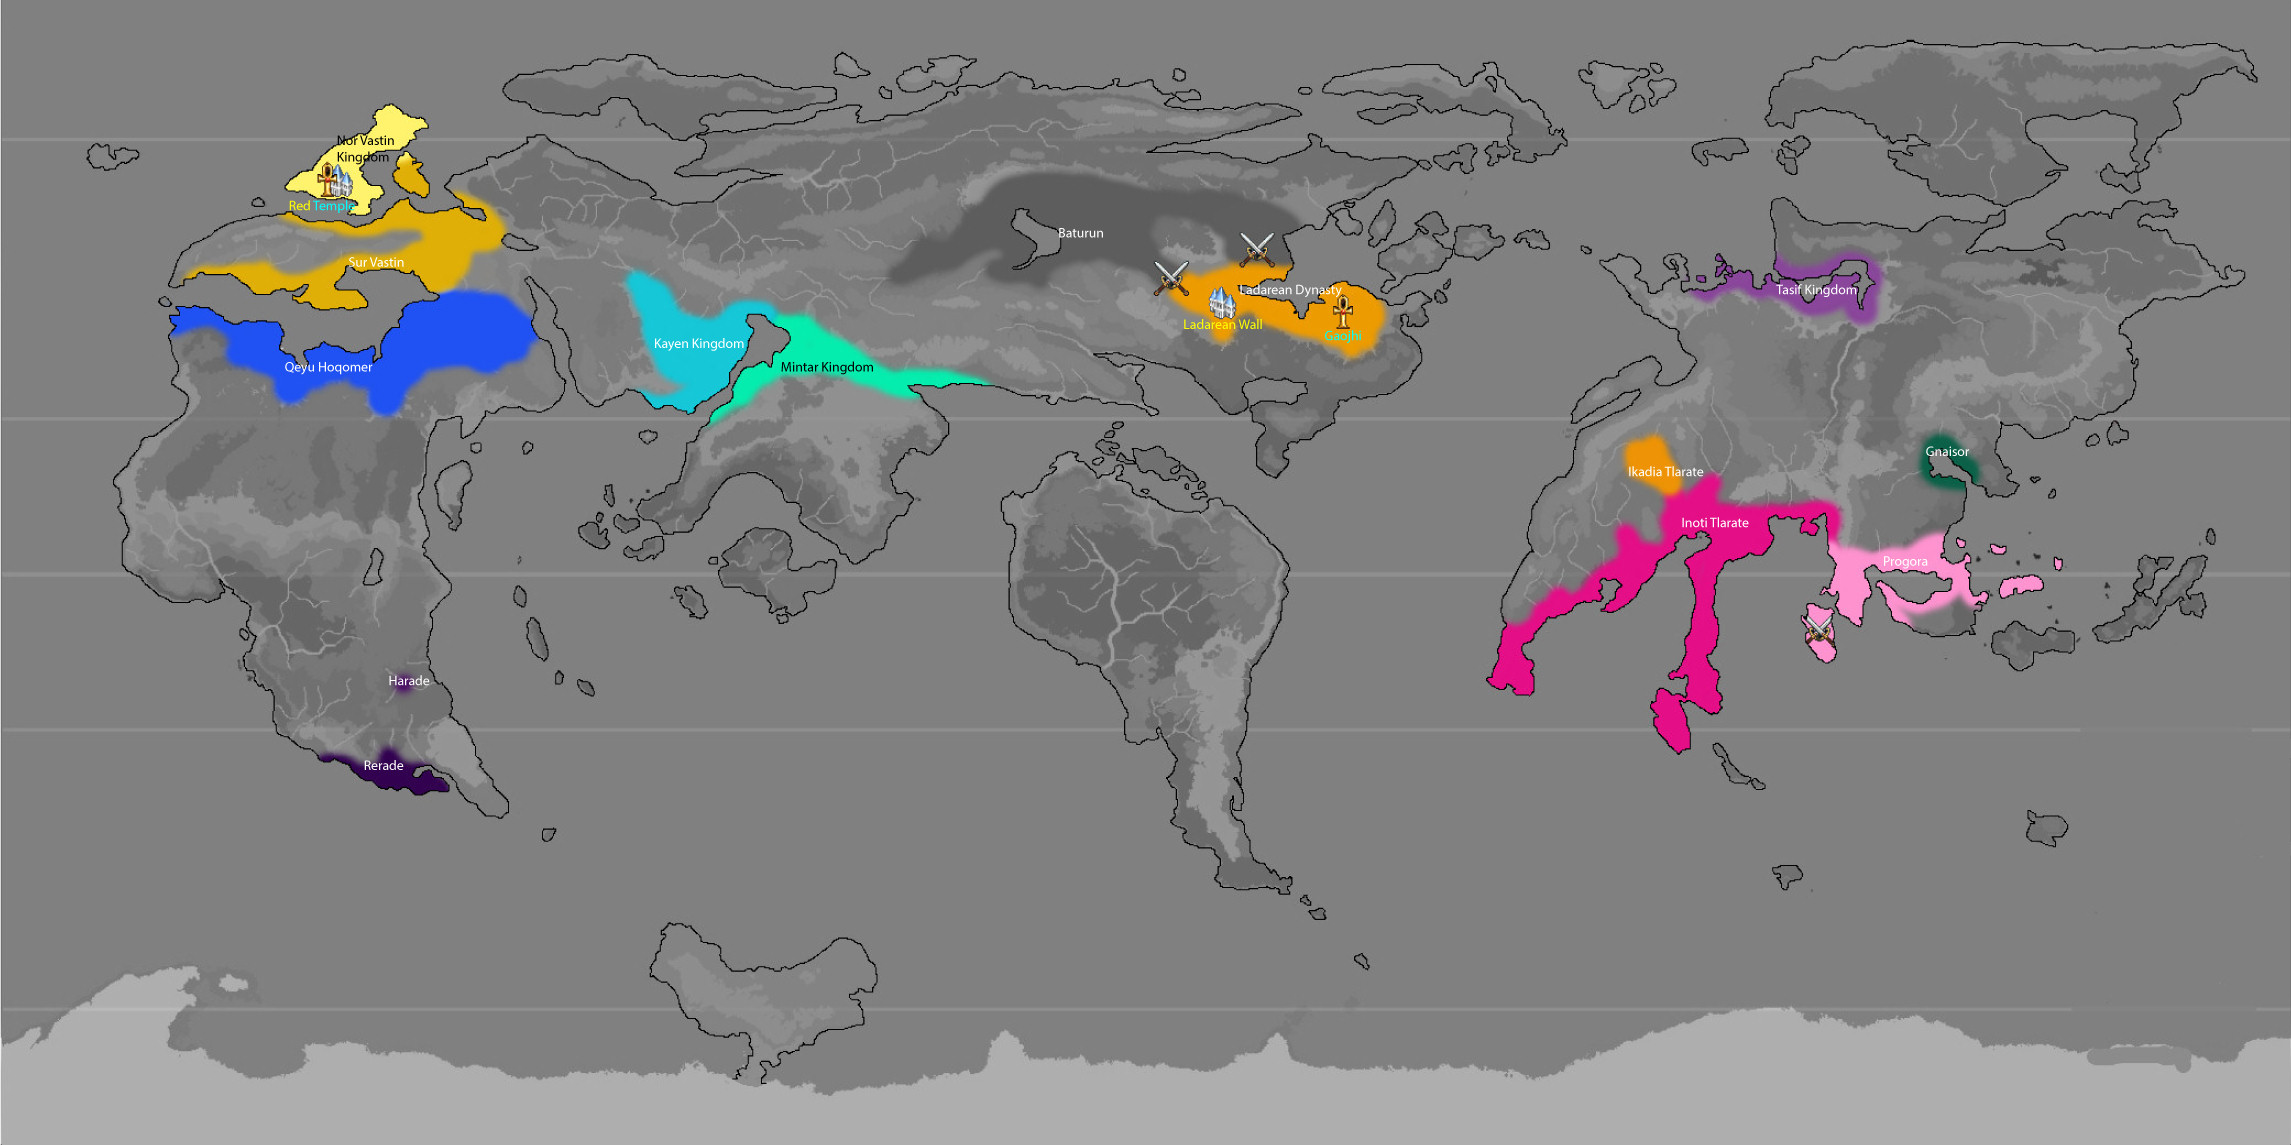 Nor Vastin
Kingdom
Red Temple
Sur Vastin
Qeyu Hoqomer
Kayen Kingdom
Mintar Kingdom
Baturun
Ladarean Dynasty
Ladarean Wall
Ganjhi
Tasif Kingdom
Gnaisor
Ikadia Tlarate
Inoti Tlarate
Progora
Harade
Rerade